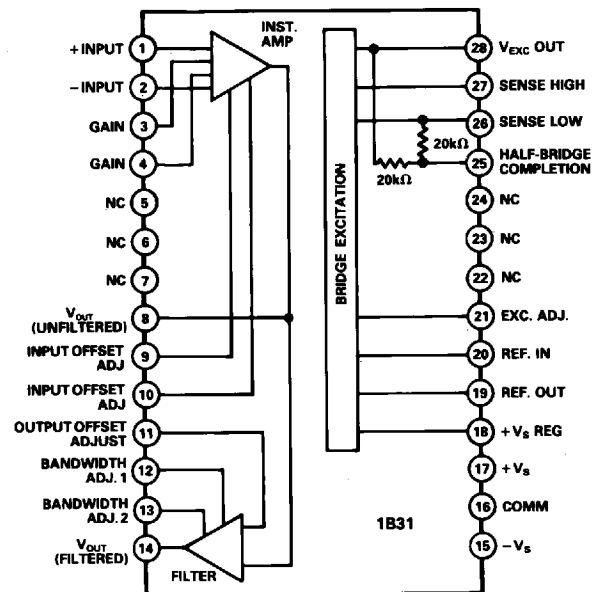 INST.
AMP
+INPUT 1
−INPUT 2
GAIN 3
GAIN 4
NC 5
NC 6
NC 7
VOUT 8
(UNFILTERED)
INPUT OFFSET 9
ADJ
INPUT OFFSET 10
ADJ
OUTPUT OFFSET 11
ADJUST
BANDWIDTH 12
ADJ. 1
BANDWIDTH 13
ADJ. 2
VOUT 14
(FILTERED)
FILTER
BRIDGE EXCITATION
20kΩ
20kΩ
28 VEXC OUT
27 SENSE HIGH
26 SENSE LOW
25 HALF-BRIDGE
COMPLETION
24 NC
23 NC
22 NC
21 EXC. ADJ.
20 REF. IN
19 REF. OUT
18 +VS REG
17 +VS
16 COMM
15 −VS
1B31